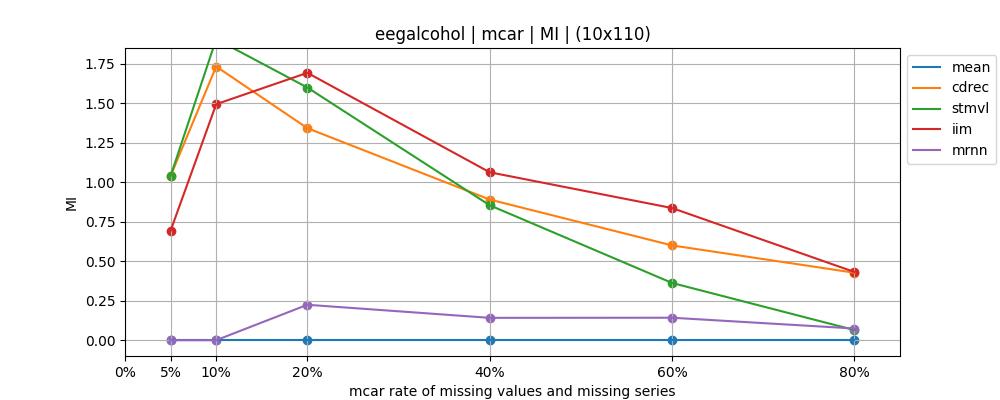 eegalcohol | mcar | MI | (10x110)
MI
1.75
1.50
1.25
1.00
0.75
0.50
0.25
0.00
0% 5% 10% 20% 40% 60% 80%
mcar rate of missing values and missing series
mean
cdrec
stmvl
iim
mrnn